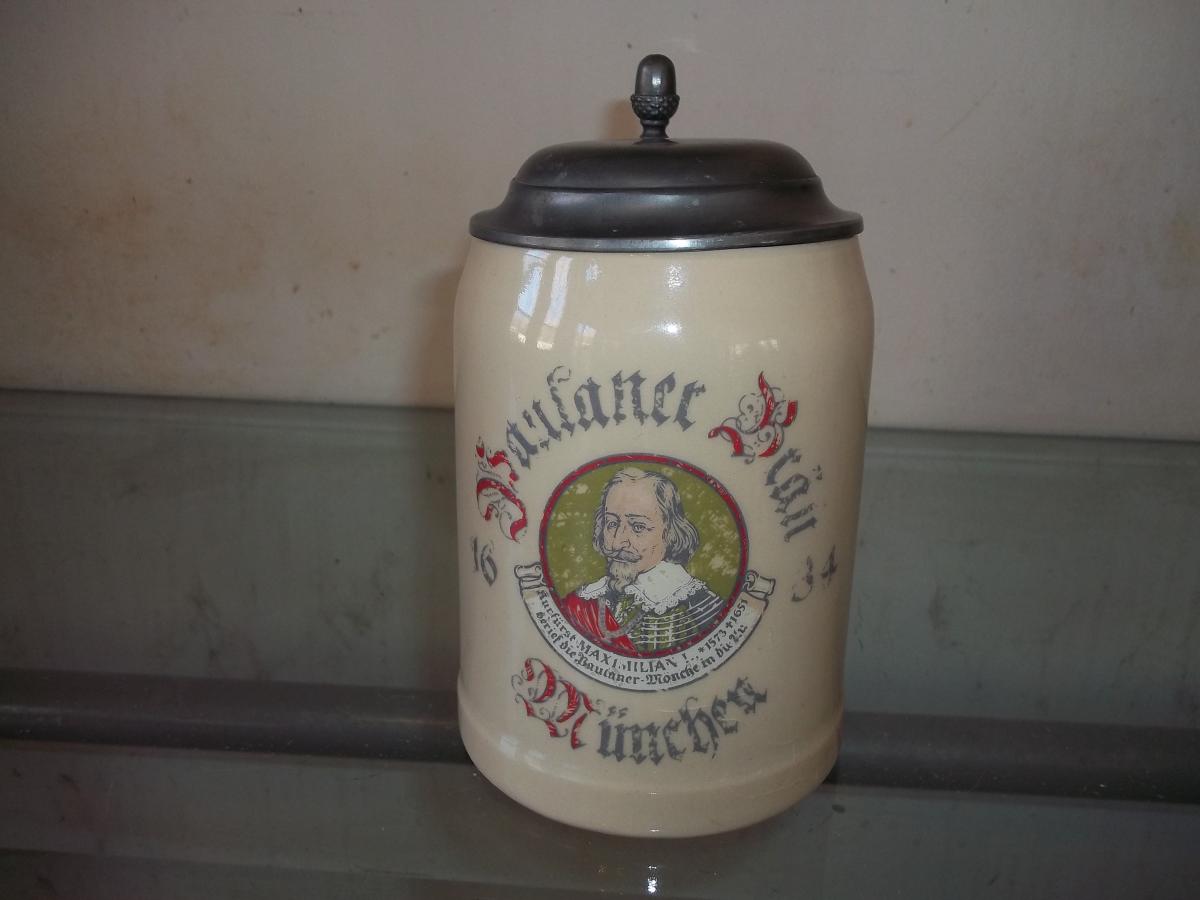 Paulaner Bräu
16 34
Kurfürst MAXIMILIAN I. *1573 †1651
berief die Paulaner-Mönche in die Au
München